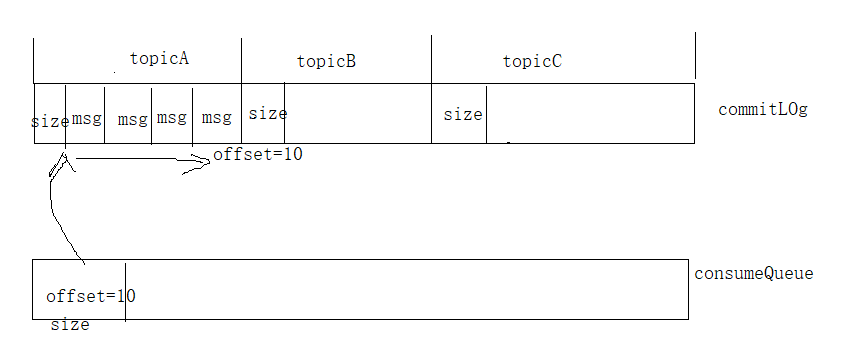 topicA topicB topicC
size msg msg msg msg size size commitLOg
offset=10
consumeQueue
offset=10
size